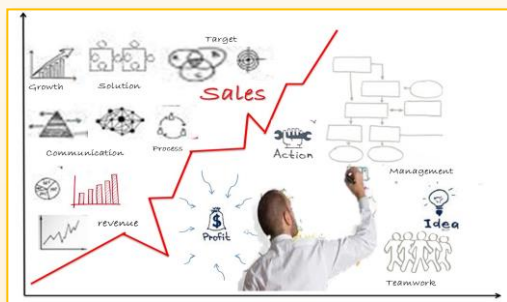 Target
Growth
Solution
Sales
Communication
Process
Action
Management
revenue
$
Profit
Idea
Teamwork